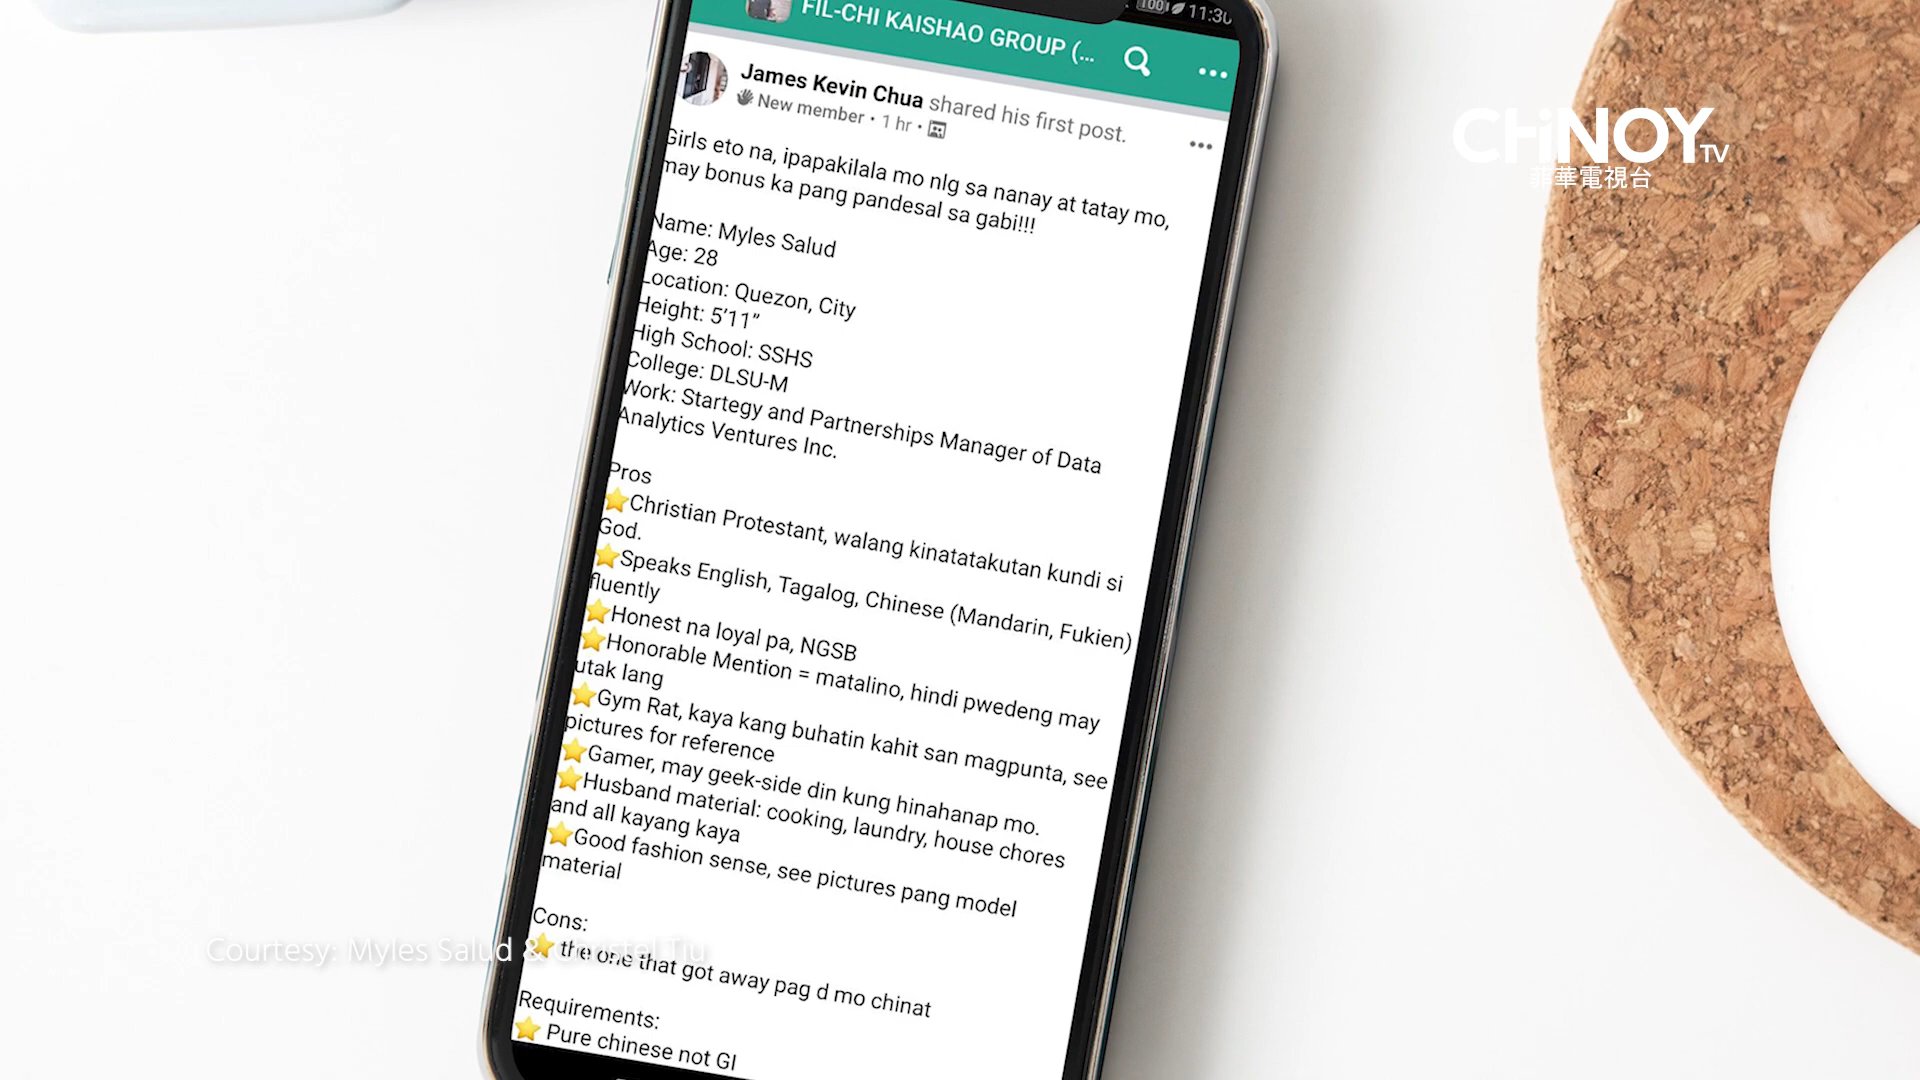 100 11:30
FIL-CHI KAISHAO GROUP (...
James Kevin Chua shared his first post.
New member · 1 hr ·
Girls eto na, ipapakilala mo nlg sa nanay at tatay mo,
may bonus ka pang pandesal sa gabi!!!
Name: Myles Salud
Age: 28
Location: Quezon, City
Height: 5'11”
High School: SSHS
College: DLSU-M
Work: Startegy and Partnerships Manager of Data
Analytics Ventures Inc.
Pros
⭐Christian Protestant, walang kinatatakutan kundi si
God.
⭐Speaks English, Tagalog, Chinese (Mandarin, Fukien)
fluently
⭐Honest na loyal pa, NGSB
⭐Honorable Mention = matalino, hindi pwedeng may
utak lang
⭐Gym Rat, kaya kang buhatin kahit san magpunta, see
pictures for reference
⭐Gamer, may geek-side din kung hinahanap mo.
⭐Husband material: cooking, laundry, house chores
and all kayang kaya
⭐Good fashion sense, see pictures pang model
material
Cons:
⭐ the one that got away pag d mo chinat
Requirements:
⭐ Pure chinese not GI
CHiNOY TV
菲華電視台
Courtesy: Myles Salud & Christel Tiu